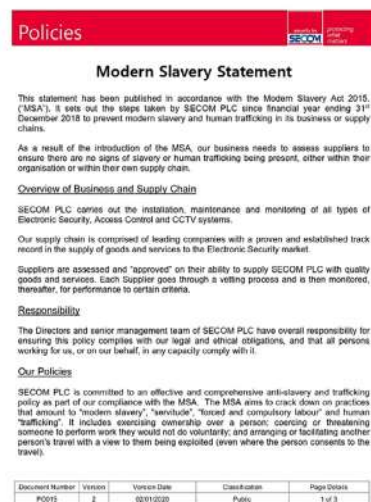 Policies
security by
SECOM
protecting
what
matters
Modern Slavery Statement
This statement has been published in accordance with the Modern Slavery Act 2015.
("MSA"). It sets out the steps taken by SECOM PLC since financial year ending 31st
December 2018 to prevent modern slavery and human trafficking in its business or supply
chains.
As a result of the introduction of the MSA, our business needs to assess suppliers to
ensure there are no signs of slavery or human trafficking being present, either within their
organisation or within their own supply chain.
Overview of Business and Supply Chain
SECOM PLC carries out the installation, maintenance and monitoring of all types of
Electronic Security, Access Control and CCTV systems.
Our supply chain is comprised of leading companies with a proven and established track
record in the supply of goods and services to the Electronic Security market.
Suppliers are assessed and "approved" on their ability to supply SECOM PLC with quality
goods and services. Each Supplier goes through a vetting process and is then monitored,
thereafter, for performance to certain criteria.
Responsibility
The Directors and senior management team of SECOM PLC have overall responsibility for
ensuring this policy complies with our legal and ethical obligations, and that all persons
working for us, or on our behalf, in any capacity comply with it.
Our Policies
SECOM PLC is committed to an effective and comprehensive anti-slavery and trafficking
policy as part of our compliance with the MSA. The MSA aims to crack down on practices
that amount to "modern slavery", "servitude", "forced and compulsory labour" and human
"trafficking". It includes exercising ownership over a person; coercing or threatening
someone to perform work they would not do voluntarily; and arranging or facilitating another
person's travel with a view to them being exploited (even where the person consents to the
travel).
Document Number Version Version Date Classification Page Details
PO015 2 02/01/2020 Public 1 of 3